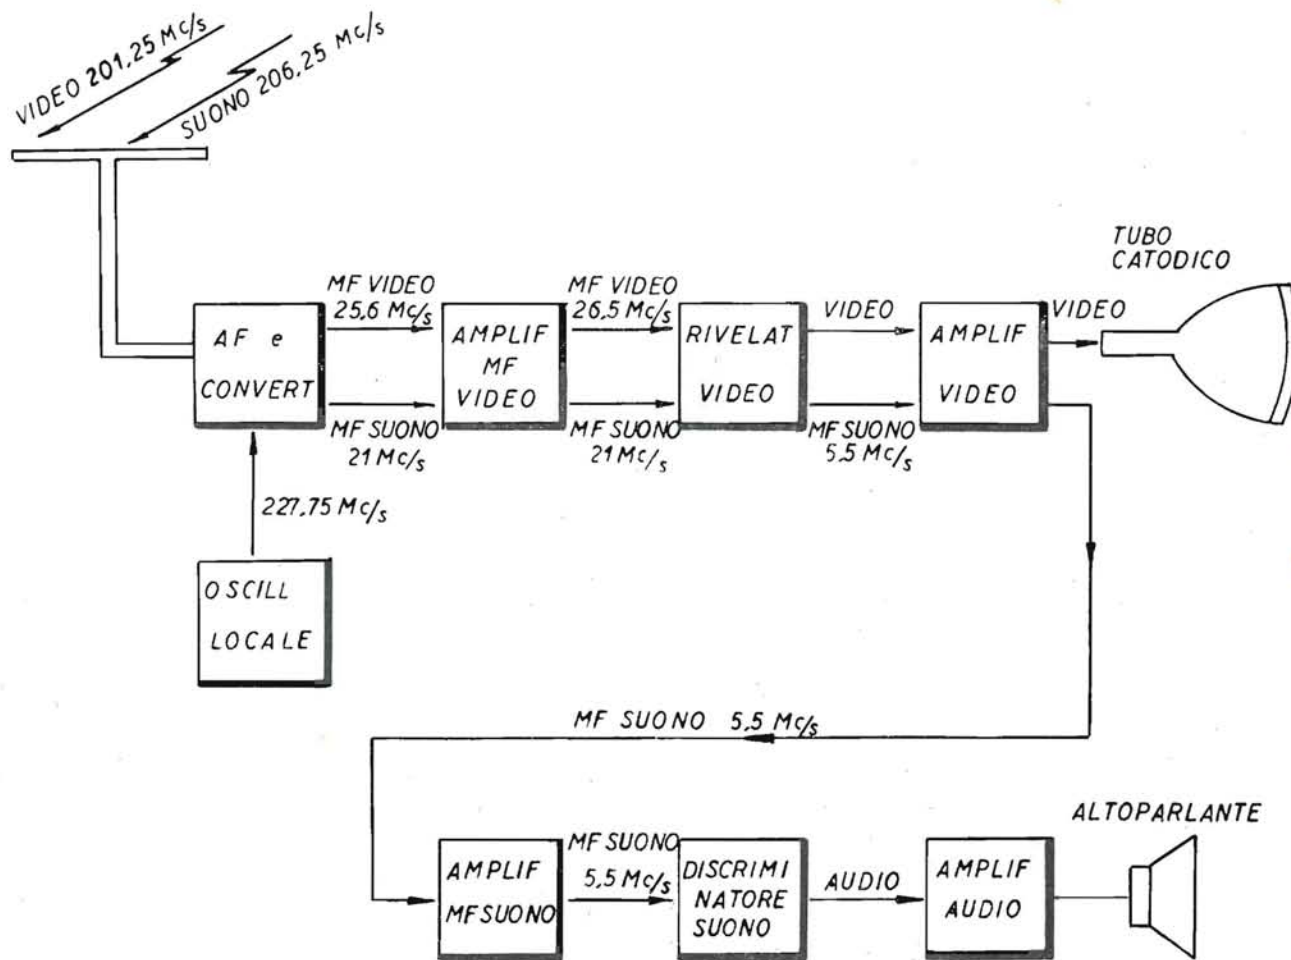 VIDEO 201,25 Mc/s
SUONO 206,25 Mc/s
TUBO
CATODICO
AF e
CONVERT
MF VIDEO
25,6 Mc/s
MF SUONO
21 Mc/s
AMPLIF
MF
VIDEO
MF VIDEO
26,5 Mc/s
MF SUONO
21 Mc/s
RIVELAT
VIDEO
VIDEO
MF SUONO
5.5 Mc/s
AMPLIF
VIDEO
VIDEO
227,75 Mc/s
OSCILL
LOCALE
MF SUONO 5,5 Mc/s
AMPLIF
MF SUONO
MF SUONO
5,5 Mc/s
DISCRIMI
NATORE
SUONO
AUDIO
AMPLIF
AUDIO
ALTOPARLANTE